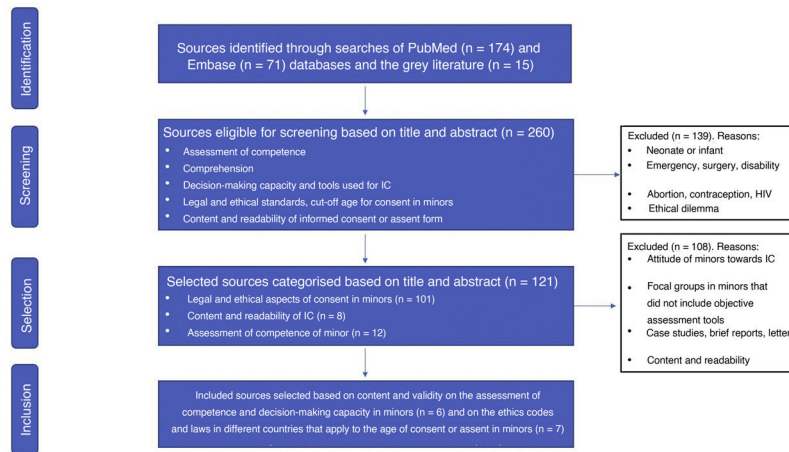 Identification
Sources identified through searches of PubMed (n = 174) and
Embase (n = 71) databases and the grey literature (n = 15)
Screening
Sources eligible for screening based on title and abstract (n = 260)
• Assessment of competence
• Comprehension
• Decision-making capacity and tools used for IC
• Legal and ethical standards, cut-off age for consent in minors
• Content and readability of informed consent or assent form
Excluded (n = 139). Reasons:
• Neonate or infant
• Emergency, surgery, disability
• Abortion, contraception, HIV
• Ethical dilemma
Selection
Selected sources categorised based on title and abstract (n = 121)
• Legal and ethical aspects of consent in minors (n = 101)
• Content and readability of IC (n = 8)
• Assessment of competence of minor (n = 12)
Excluded (n = 108). Reasons:
• Attitude of minors towards IC
• Focal groups in minors that
did not include objective
assessment tools
• Case studies, brief reports, letter
• Content and readability
Inclusion
Included sources selected based on content and validity on the assessment of
competence and decision-making capacity in minors (n = 6) and on the ethics codes
and laws in different countries that apply to the age of consent or assent in minors (n = 7)